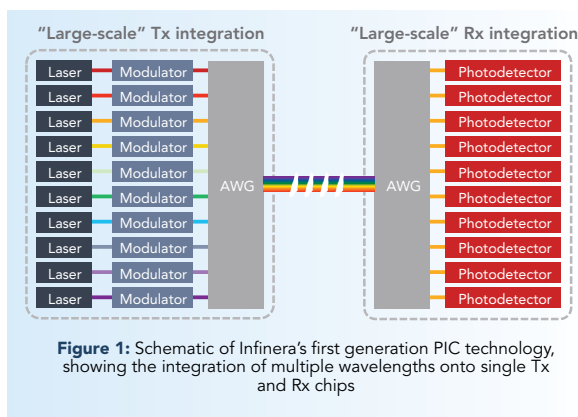 “Large-scale” Tx integration
“Large-scale” Rx integration
Laser Modulator
Laser Modulator
Laser Modulator
Laser Modulator
Laser Modulator
Laser Modulator
Laser Modulator
Laser Modulator
Laser Modulator
Laser Modulator
AWG
AWG
Photodetector
Photodetector
Photodetector
Photodetector
Photodetector
Photodetector
Photodetector
Photodetector
Photodetector
Photodetector
Figure 1: Schematic of Infinera’s first generation PIC technology,
showing the integration of multiple wavelengths onto single Tx
and Rx chips